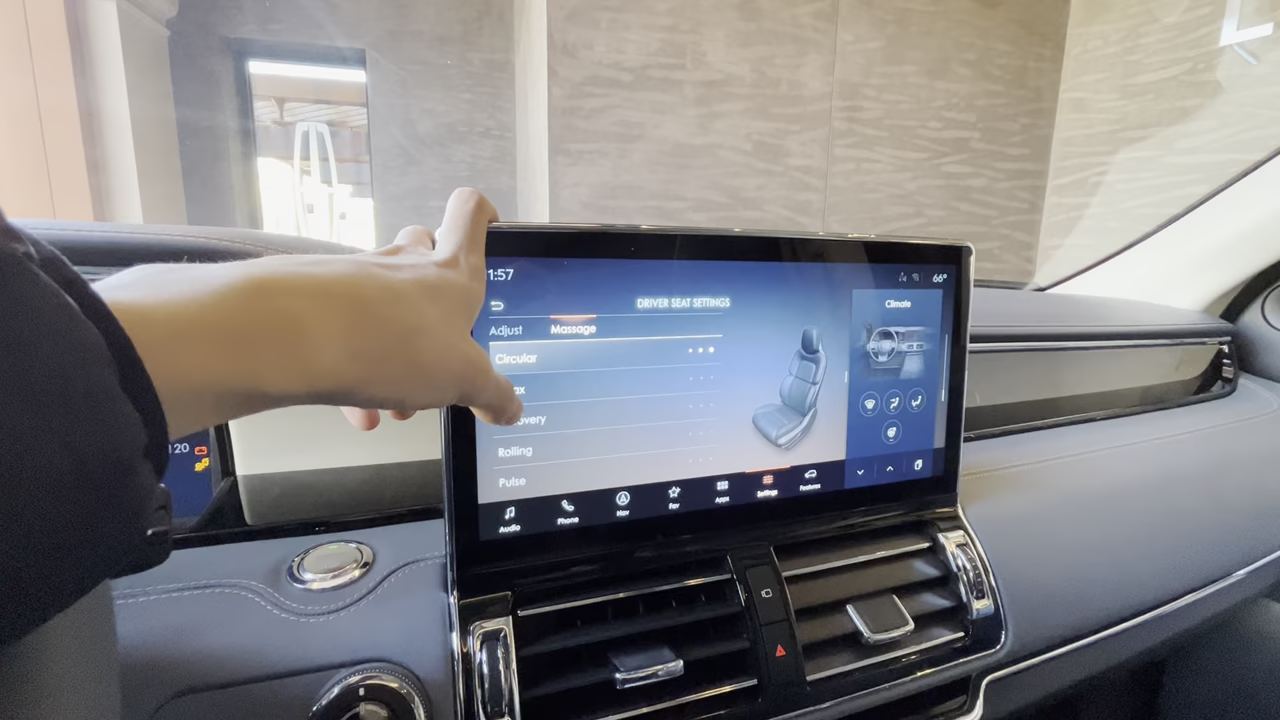 1:57
66°
DRIVER SEAT SETTINGS
Climate
Adjust Massage
Circular
Rolling
Pulse
Audio Phone Nav Fav Apps Settings Features
120